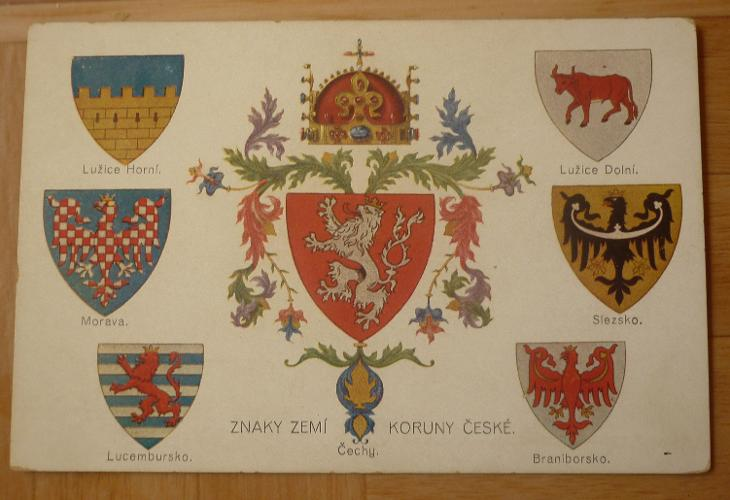 Lužice Horní.
Lužice Dolní.
Morava.
Slezsko.
ZNAKY ZEMÍ KORUNY ČESKÉ.
Čechy.
Lucembursko.
Braniborsko.